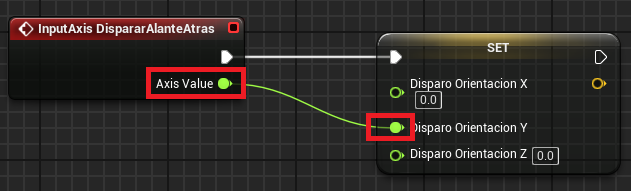 InputAxis DispararAlanteAtras
Axis Value
SET
Disparo Orientacion X
0.0
Disparo Orientacion Y
Disparo Orientacion Z 0.0